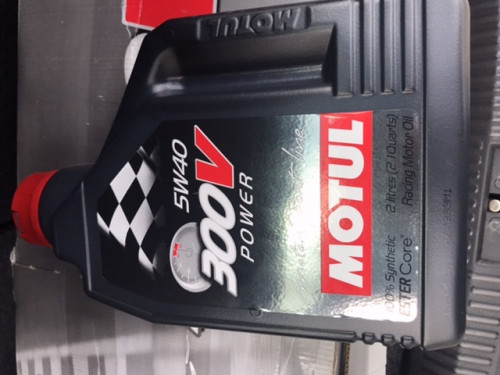 MOTUL
5W40
300V
POWER
MOTUL
100% Synthetic
ESTER Core
2 litres (2.1 Quarts)
Racing Motor Oil